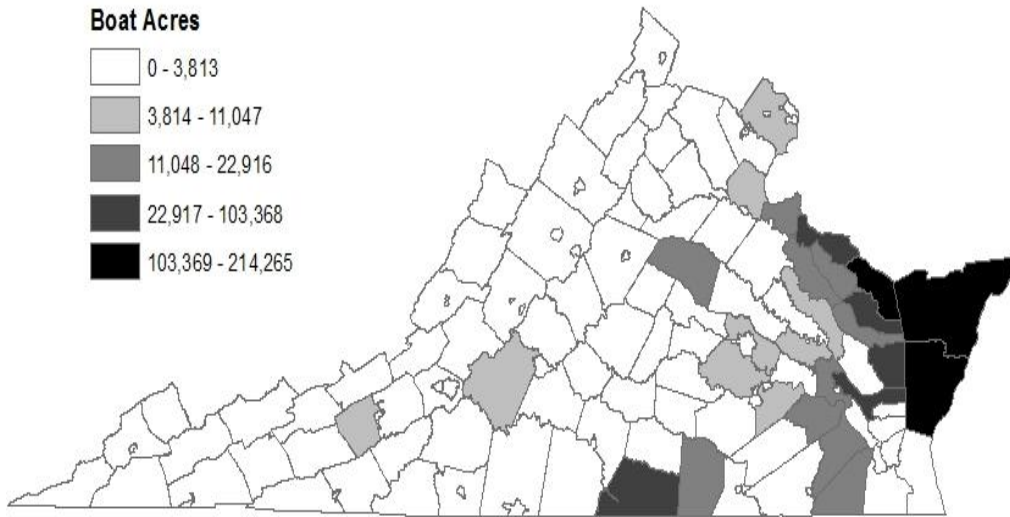 Boat Acres
0 - 3,813
3,814 - 11,047
11,048 - 22,916
22,917 - 103,368
103,369 - 214,265